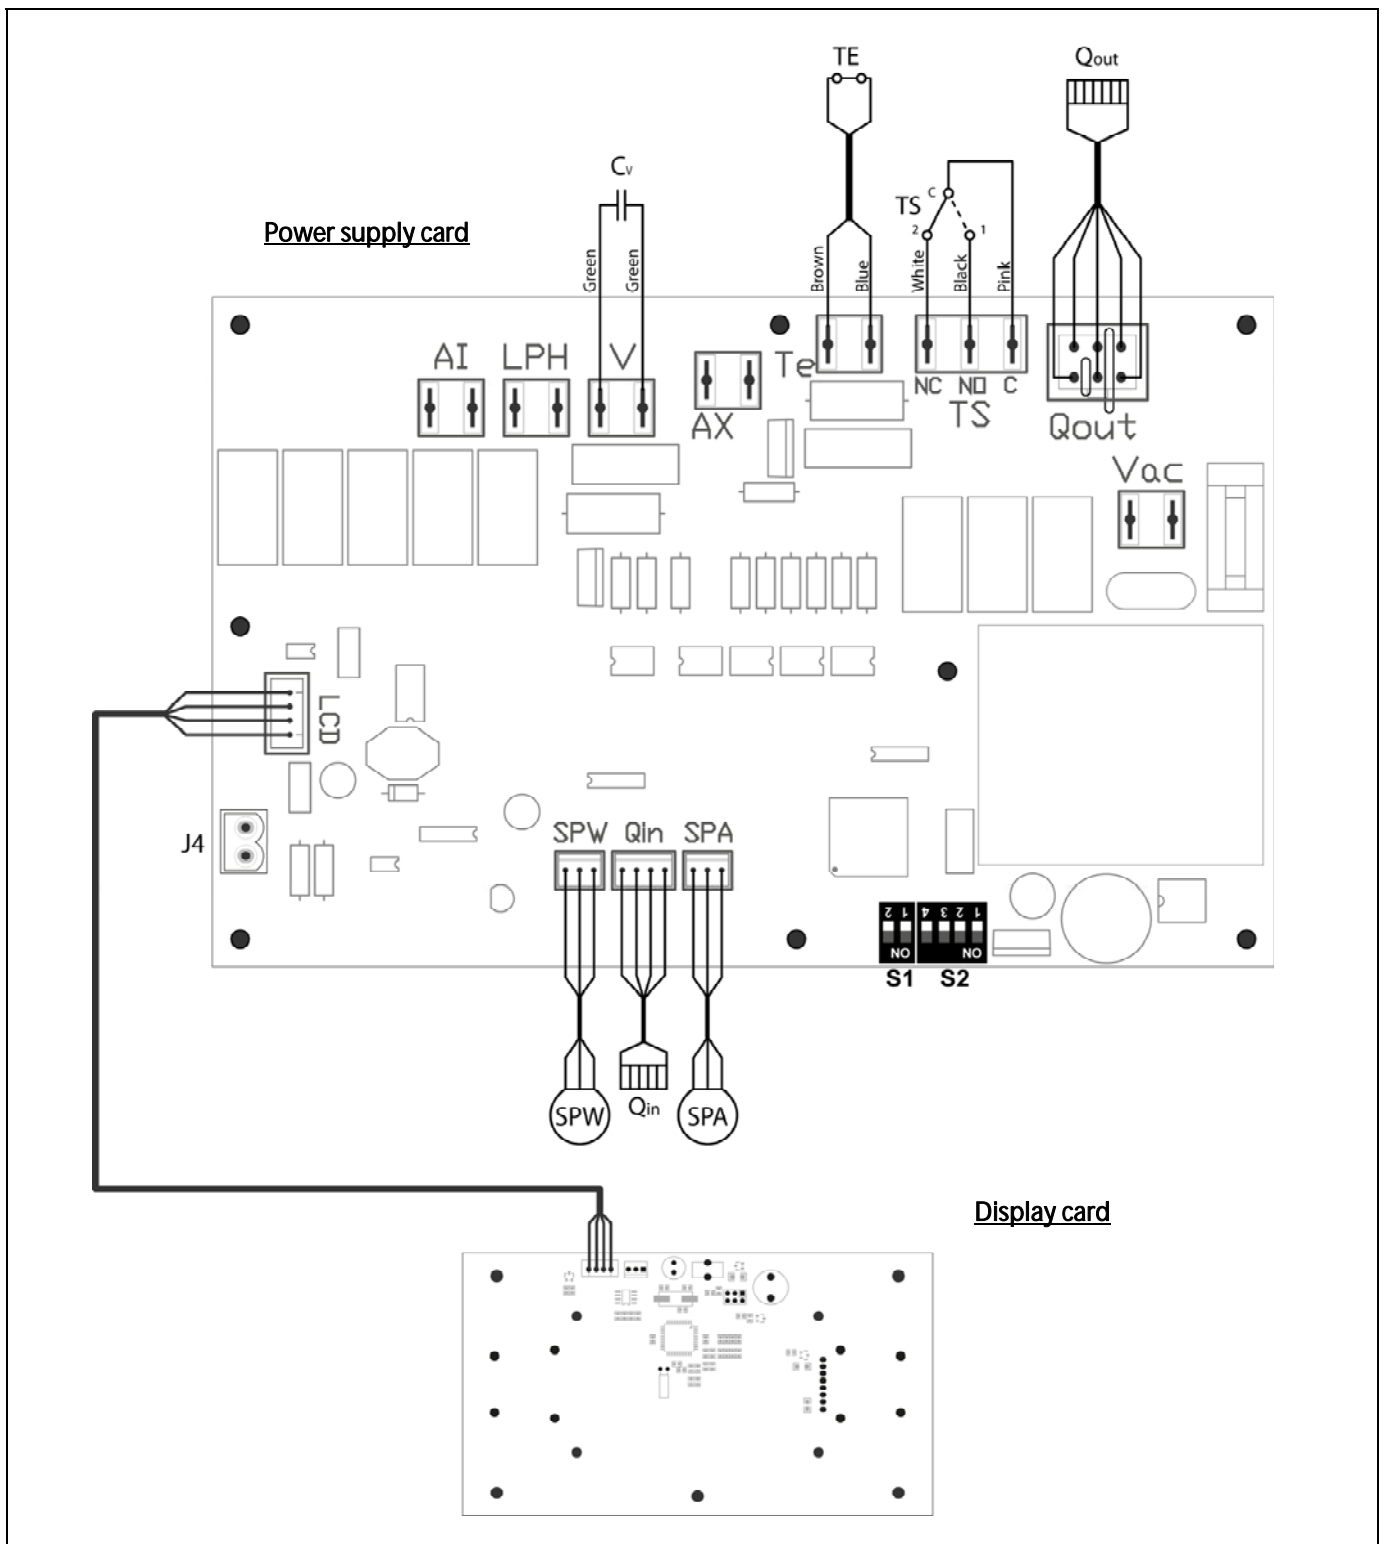 TE
Qout
Cv
Power supply card
TS
C
2
1
Green
Green
Brown
Blue
White
Black
Pink
AI
LPH
V
AX
Te
NC
NO
C
TS
Qout
Vac
LCD
J4
SPW
Qin
SPA
2 1
ON
4 3 2 1
ON
S1
S2
SPW
Qin
SPA
Display card